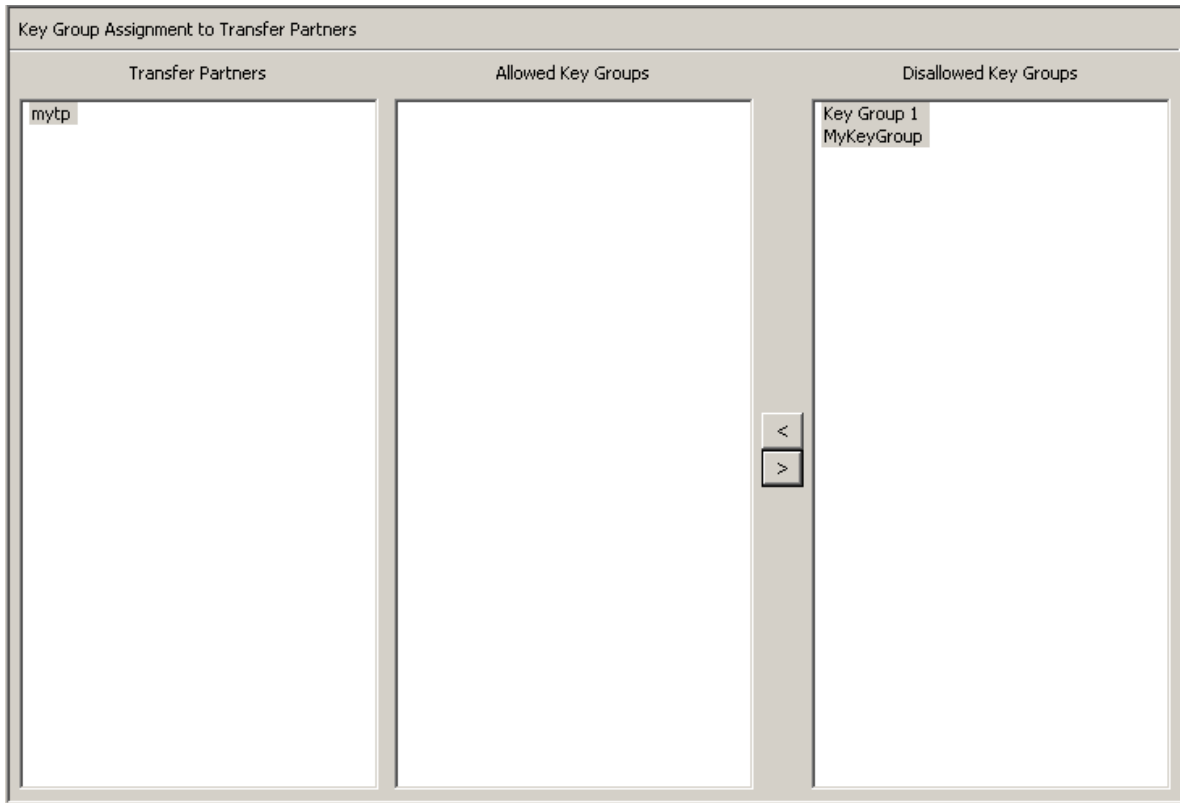 Key Group Assignment to Transfer Partners
Transfer Partners
Allowed Key Groups
Disallowed Key Groups
mytp
Key Group 1
MyKeyGroup
<
>